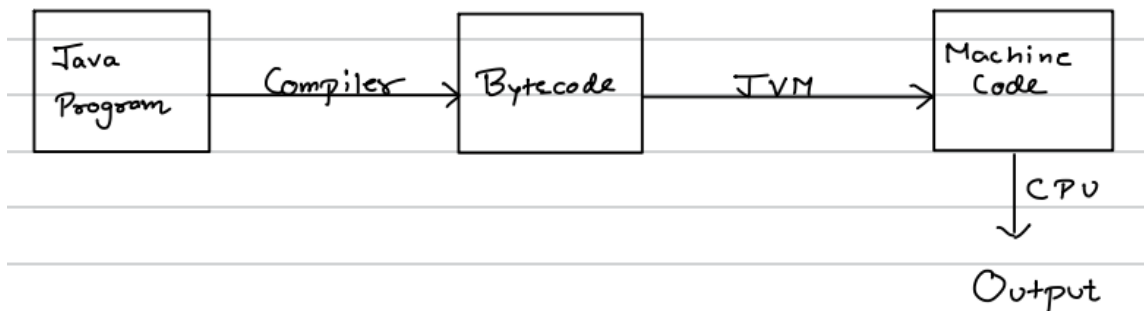 Java
Program
Compiler
Bytecode
JVM
Machine
Code
CPU
Output